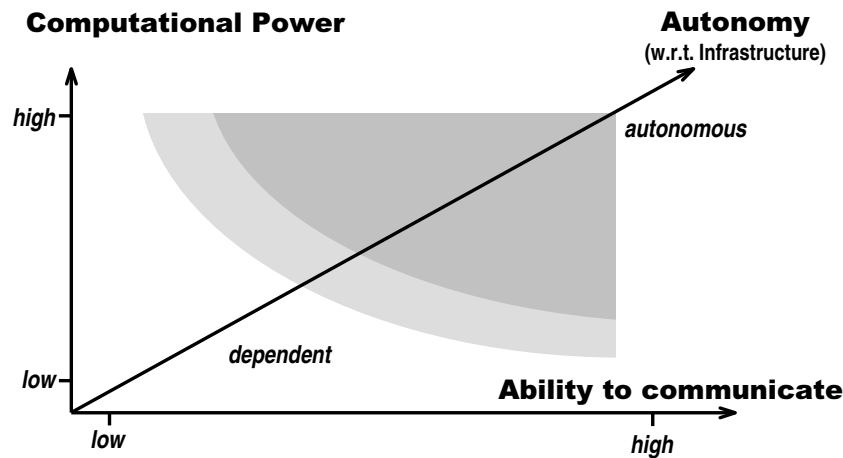 Computational Power
Autonomy
(w.r.t. Infrastructure)
high
autonomous
dependent
low
Ability to communicate
low
high